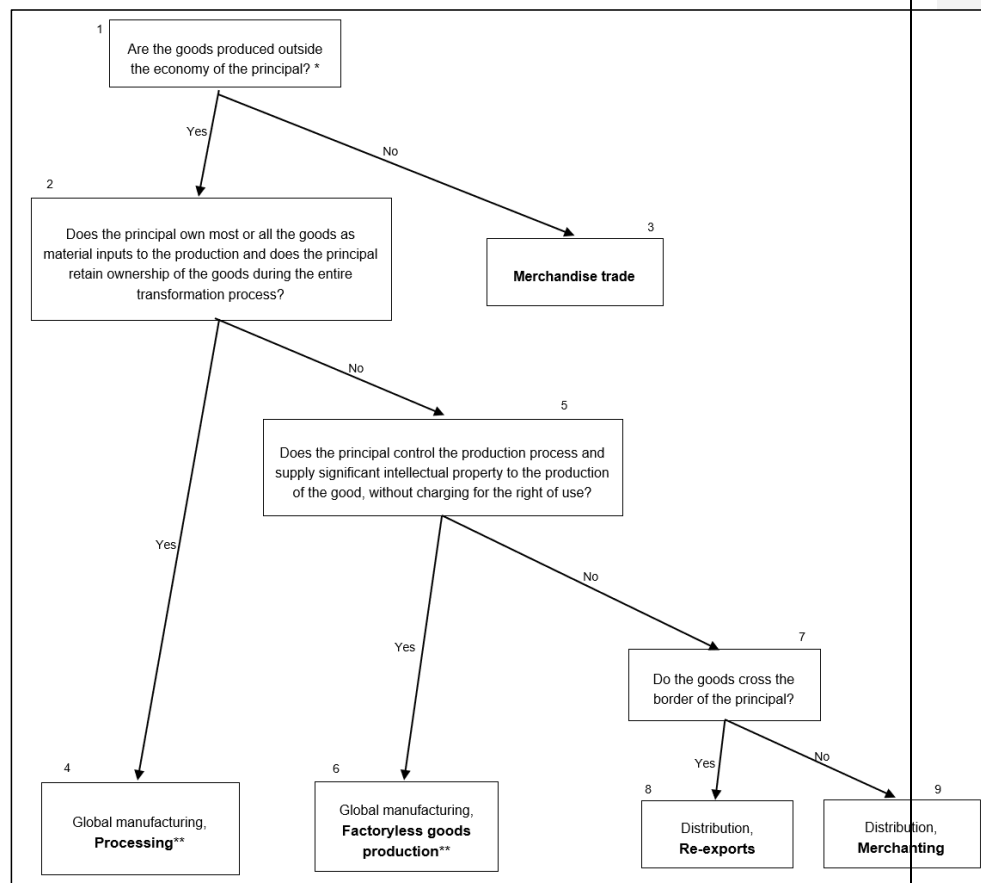 1
Are the goods produced outside
the economy of the principal? *
Yes
No
2
Does the principal own most or all the goods as
material inputs to the production and does the principal
retain ownership of the goods during the entire
transformation process?
3
Merchandise trade
No
5
Does the principal control the production process and
supply significant intellectual property to the production
of the good, without charging for the right of use?
Yes
No
Yes
7
Do the goods cross the
border of the principal?
Yes
No
4
Global manufacturing,
Processing**
6
Global manufacturing,
Factoryless goods
production**
8
Distribution,
Re-exports
9
Distribution,
Merchanting